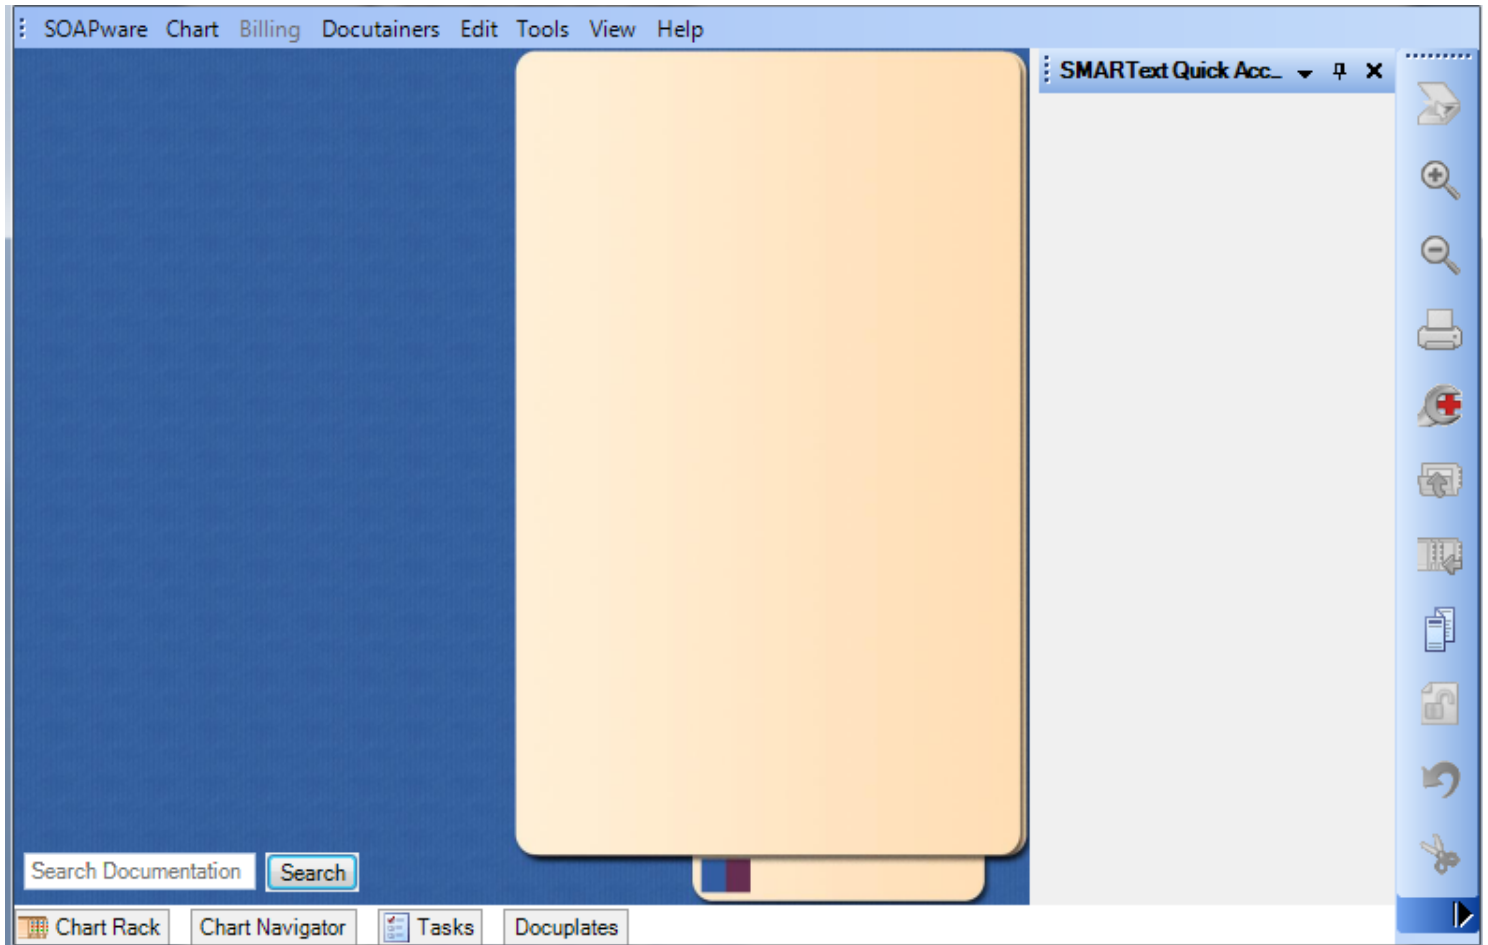 SOAPware Chart Billing Docutainers Edit Tools View Help
SMARText Quick Acc...
Search Documentation Search
Chart Rack Chart Navigator Tasks Docuplates